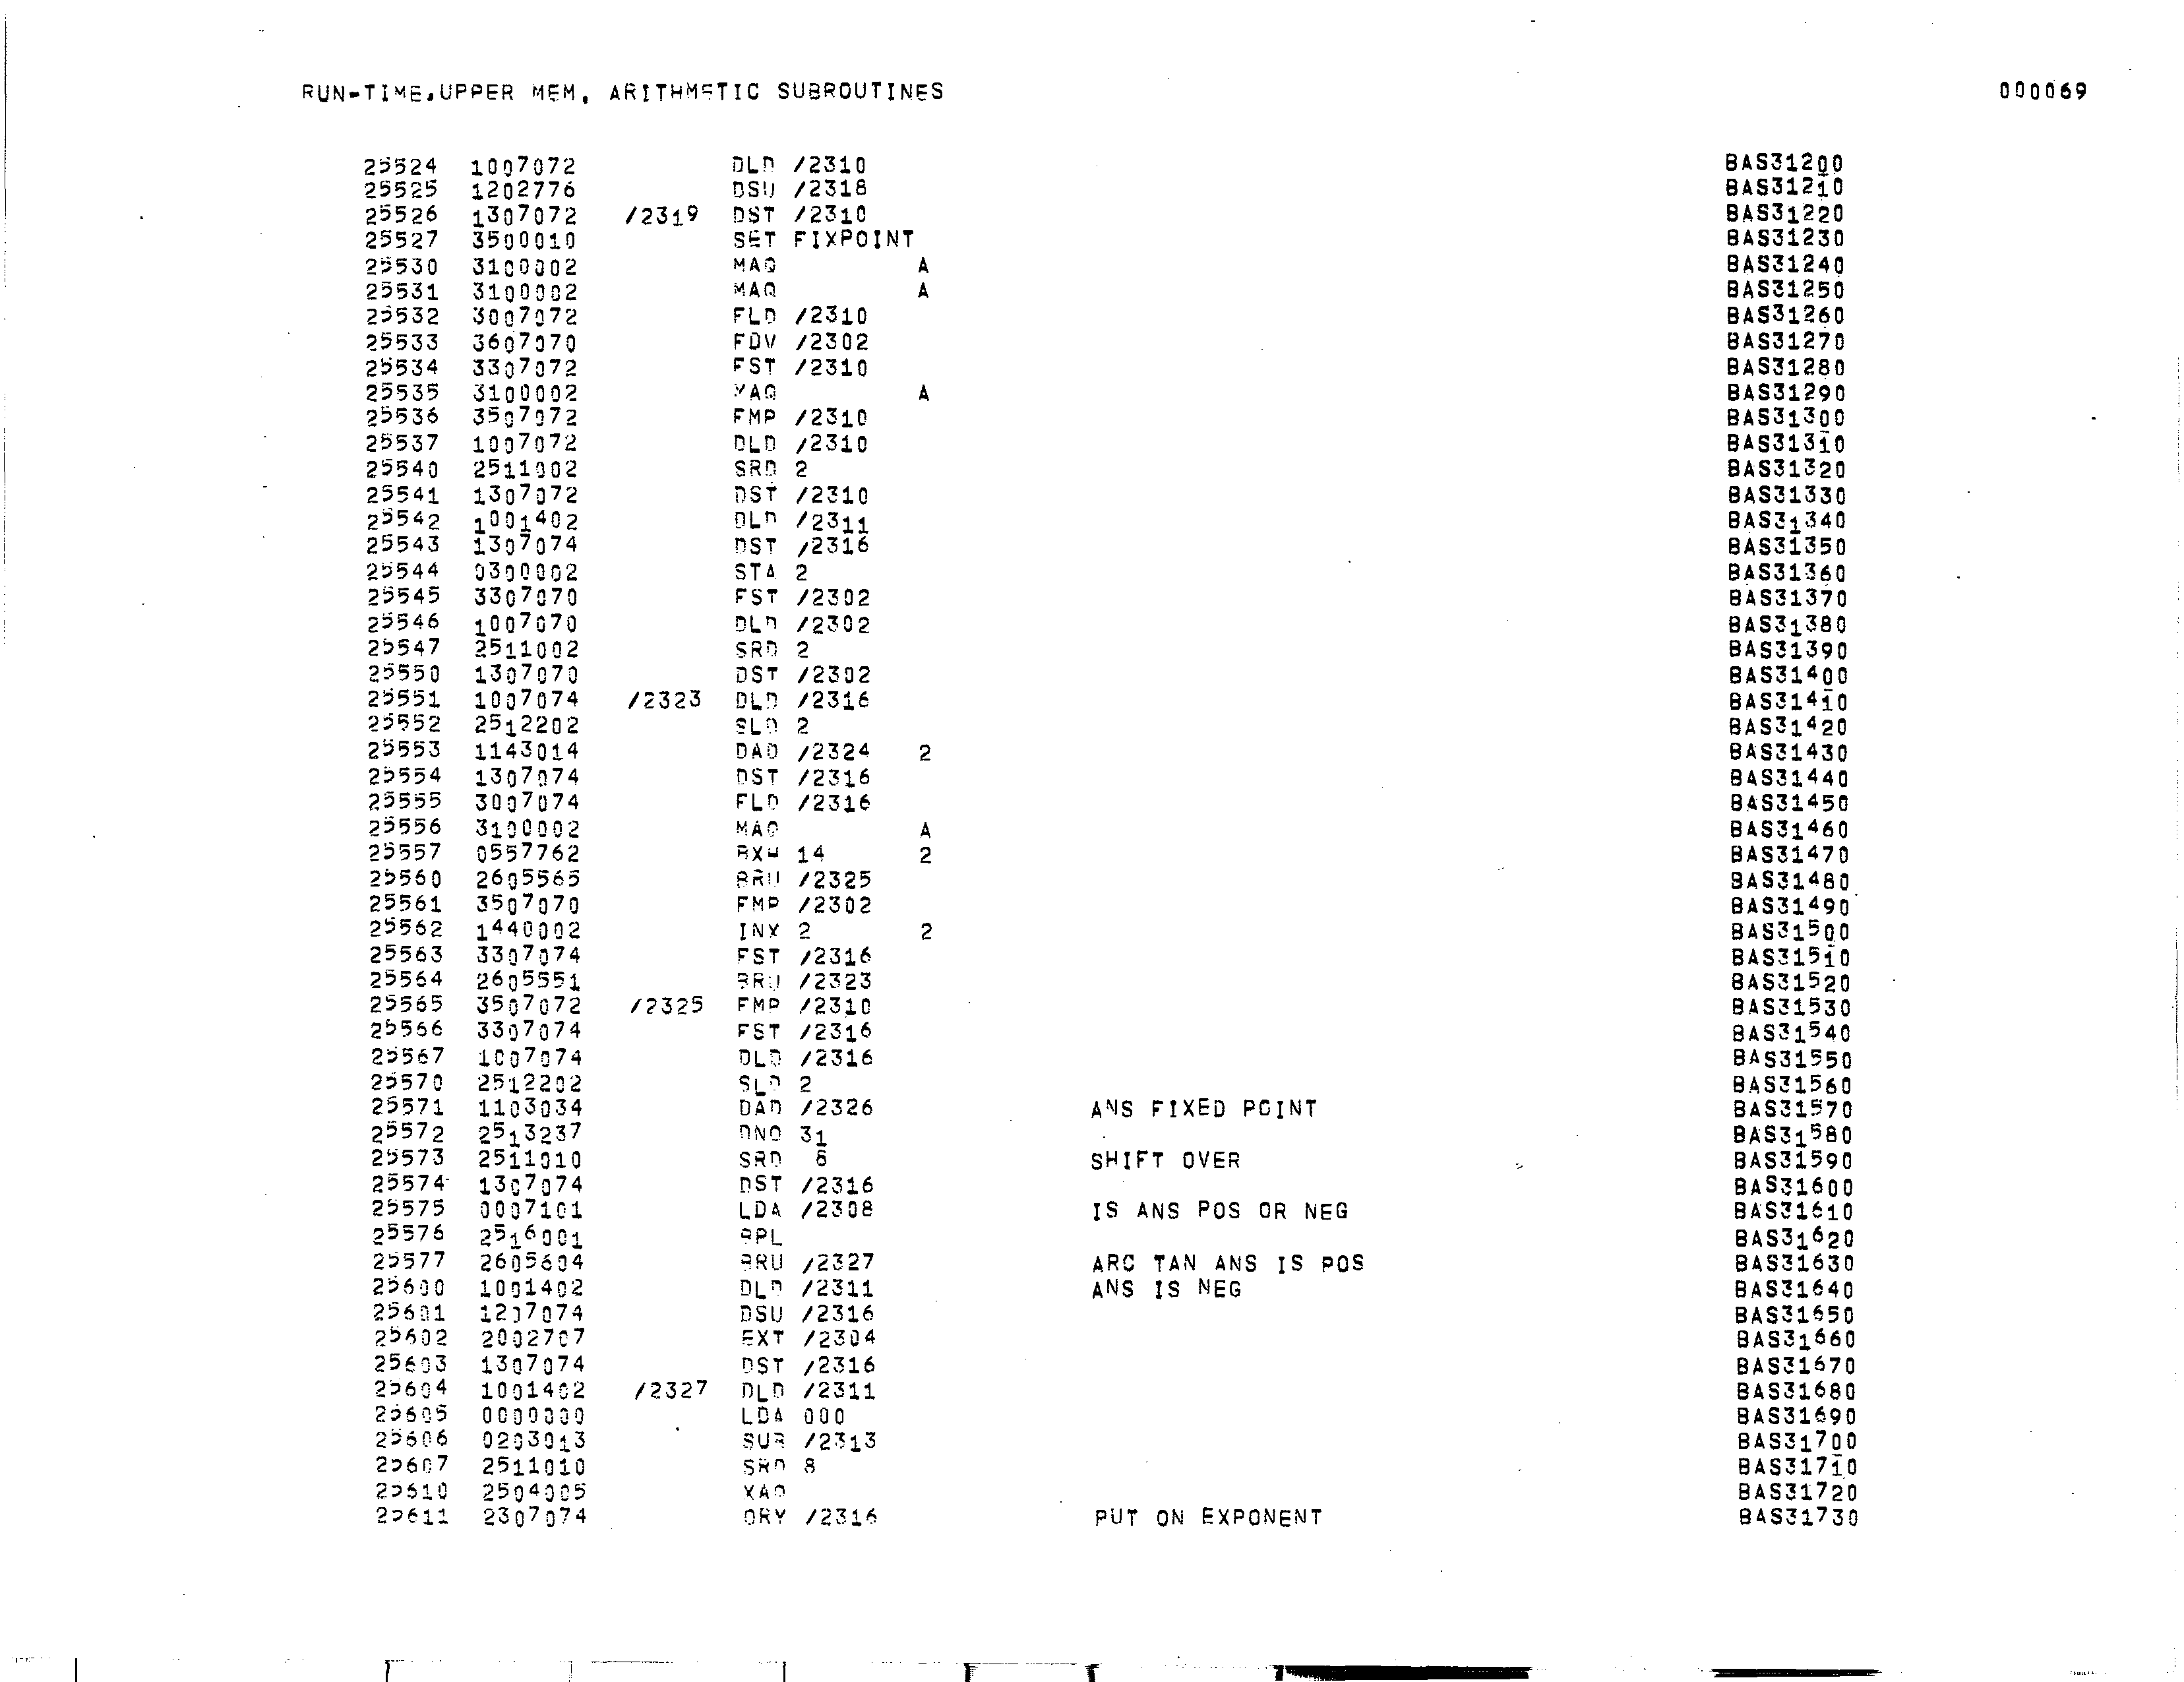 RUN-TIME,UPPER MEM, ARITHMETIC SUBROUTINES 000069
25524 1007072 DLD /2310 BAS31200
25525 1202776 DSU /2318 BAS31210
25526 1307072 /2319 DST /2310 BAS31220
25527 3500010 SET FIXPOINT BAS31230
25530 3100002 MAQ A BAS31240
25531 3100002 MAQ A BAS31250
25532 3007072 FLD /2310 BAS31260
25533 3607070 FDV /2302 BAS31270
25534 3307072 FST /2310 BAS31280
25535 3100002 MAQ A BAS31290
25536 3507072 FMP /2310 BAS31300
25537 1007072 DLD /2310 BAS31310
25540 2511002 SRD 2 BAS31320
25541 1307072 DST /2310 BAS31330
25542 1001402 DLD /2311 BAS31340
25543 1307074 DST /2316 BAS31350
25544 0300002 STA 2 BAS31360
25545 3307070 FST /2302 BAS31370
25546 1007070 DLD /2302 BAS31380
25547 2511002 SRD 2 BAS31390
25550 1307070 DST /2302 BAS31400
25551 1007074 /2323 DLD /2316 BAS31410
25552 2512202 SLD 2 BAS31420
25553 1143014 DAD /2324 2 BAS31430
25554 1307074 DST /2316 BAS31440
25555 3007074 FLD /2316 BAS31450
25556 3100002 MAQ A BAS31460
25557 0557762 BXH 14 2 BAS31470
25560 2605565 BRU /2325 BAS31480
25561 3507070 FMP /2302 BAS31490
25562 1440002 INX 2 2 BAS31500
25563 3307074 FST /2316 BAS31510
25564 2605551 BRU /2323 BAS31520
25565 3507072 /2325 FMP /2310 BAS31530
25566 3307074 FST /2316 BAS31540
25567 1007074 DLD /2316 BAS31550
25570 2512202 SLD 2 BAS31560
25571 1103034 DAD /2326 ANS FIXED POINT BAS31570
25572 2513237 DNO 31 BAS31580
25573 2511010 SRD 8 SHIFT OVER BAS31590
25574 1307074 DST /2316 BAS31600
25575 0007101 LDA /2308 IS ANS POS OR NEG BAS31610
25576 2516001 BPL BAS31620
25577 2605604 BRU /2327 ARC TAN ANS IS POS BAS31630
25600 1001402 DLD /2311 ANS IS NEG BAS31640
25601 1207074 DSU /2316 BAS31650
25602 2002707 EXT /2304 BAS31660
25603 1307074 DST /2316 BAS31670
25604 1001402 /2327 DLD /2311 BAS31680
25605 0000000 LDA 000 BAS31690
25606 0203013 SUB /2313 BAS31700
25607 2511010 SRD 8 BAS31710
25610 2504005 XAQ BAS31720
25611 2307074 ORY /2316 PUT ON EXPONENT BAS31730